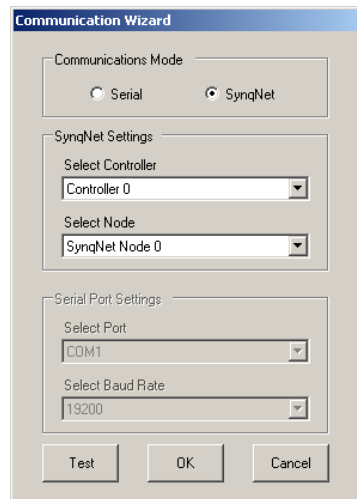 Communication Wizard
Communications Mode
Serial SynqNet
SynqNet Settings
Select Controller
Controller 0
Select Node
SynqNet Node 0
Serial Port Settings
Select Port
COM1
Select Baud Rate
19200
Test OK Cancel